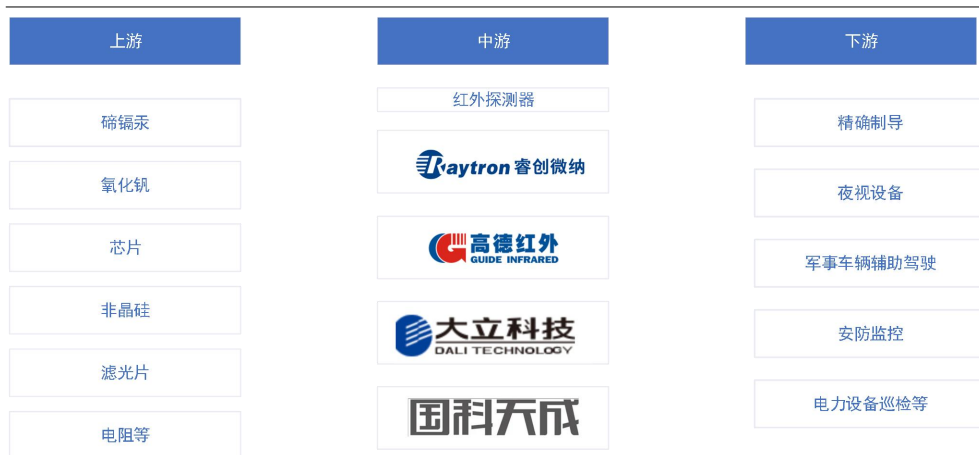 上游
中游
下游
碲镉汞
氧化钒
芯片
非晶硅
滤光片
电阻等
红外探测器
Raytron 睿创微纳
高德红外
GUIDE INFRARED
大立科技
DALI TECHNOLOGY
国科天成
精确制导
夜视设备
军事车辆辅助驾驶
安防监控
电力设备巡检等